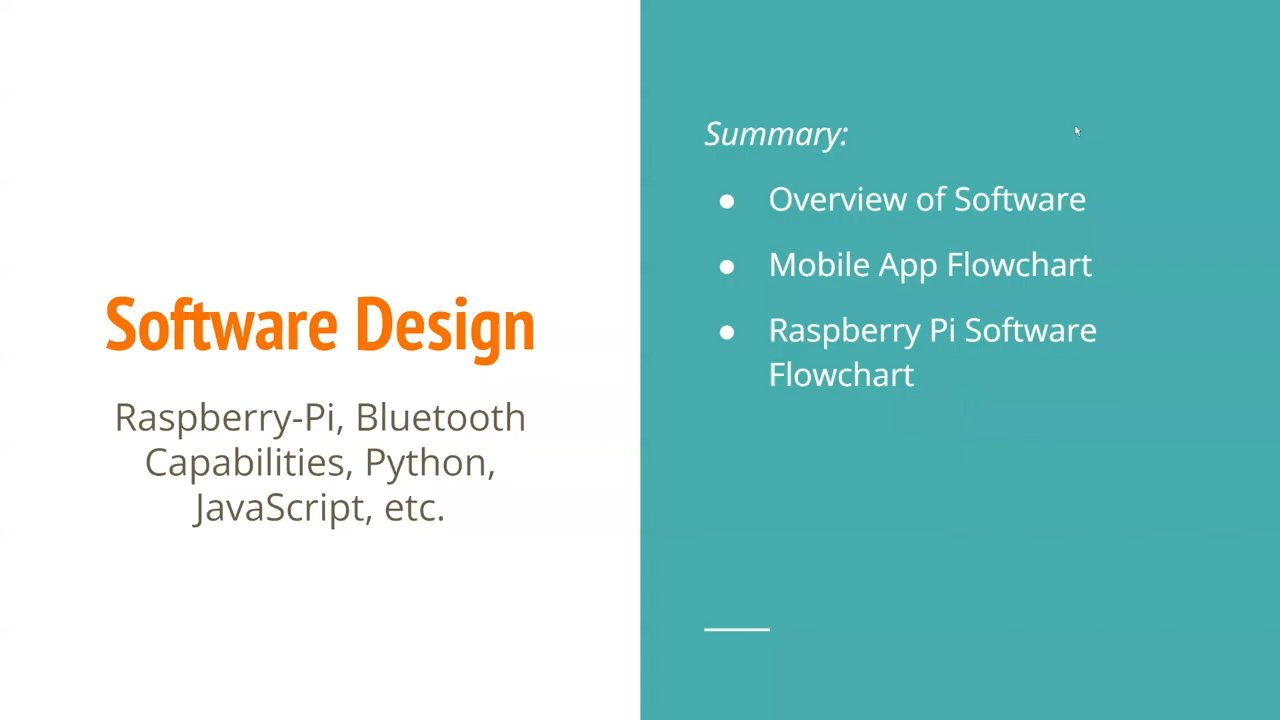 Software Design
Raspberry-Pi, Bluetooth
Capabilities, Python,
JavaScript, etc.
Summary:
● Overview of Software
● Mobile App Flowchart
● Raspberry Pi Software
Flowchart